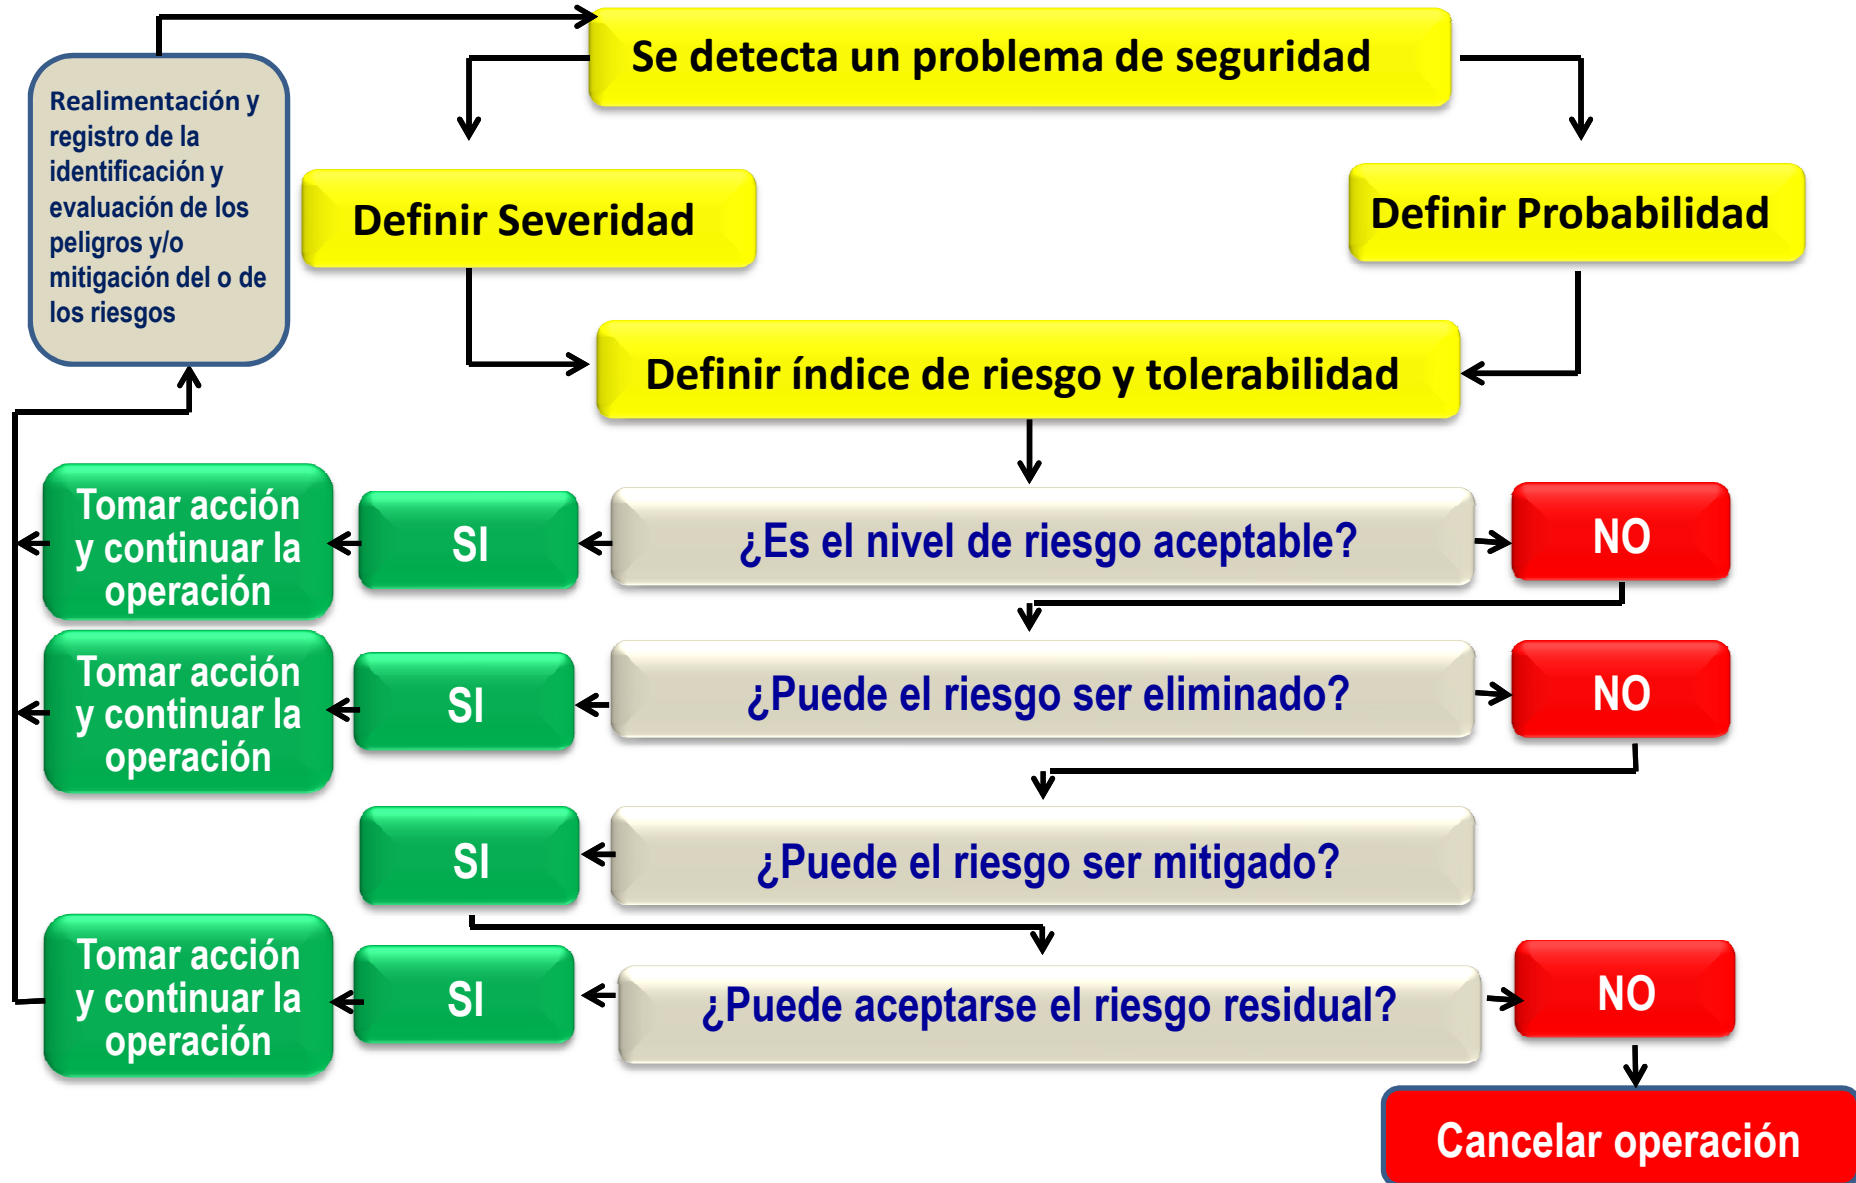 Se detecta un problema de seguridad
Realimentación y
registro de la
identificación y
evaluación de los
peligros y/o
mitigación del o de
los riesgos
Definir Severidad
Definir Probabilidad
Definir índice de riesgo y tolerabilidad
Tomar acción
y continuar la
operación
SI
¿Es el nivel de riesgo aceptable?
NO
Tomar acción
y continuar la
operación
SI
¿Puede el riesgo ser eliminado?
NO
SI
¿Puede el riesgo ser mitigado?
Tomar acción
y continuar la
operación
SI
¿Puede aceptarse el riesgo residual?
NO
Cancelar operación